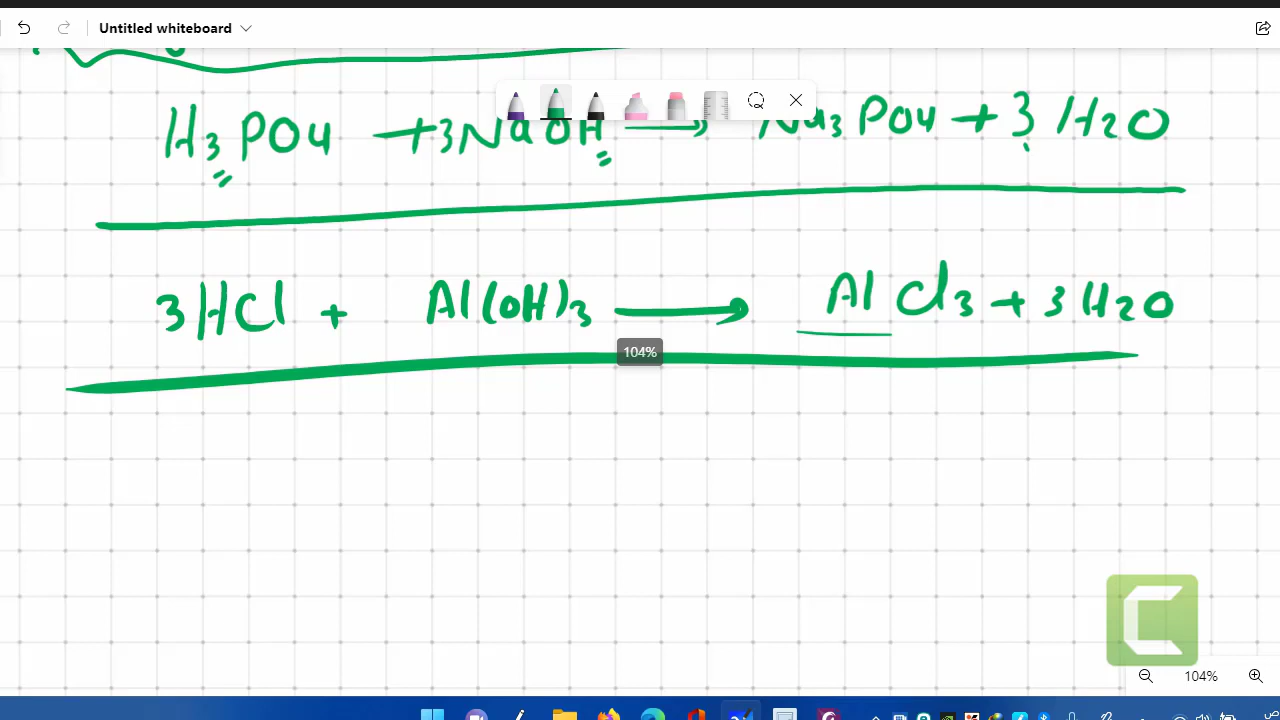 Untitled whiteboard
H3PO4 + 3NaOH → Na3PO4 + 3H2O
3HCl + Al(OH)3 → AlCl3 + 3H2O
104%
104%